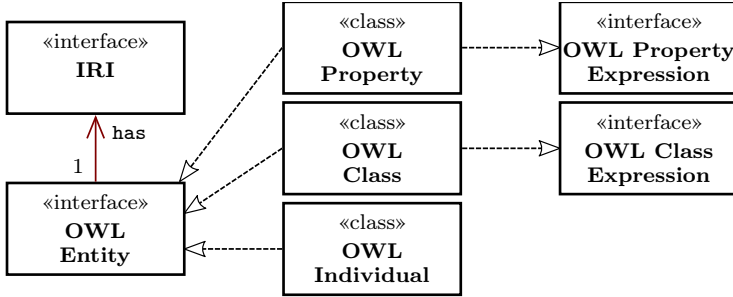 «interface»
IRI
has
1
«interface»
OWL
Entity
«class»
OWL
Property
«class»
OWL
Class
«class»
OWL
Individual
«interface»
OWL Property
Expression
«interface»
OWL Class
Expression